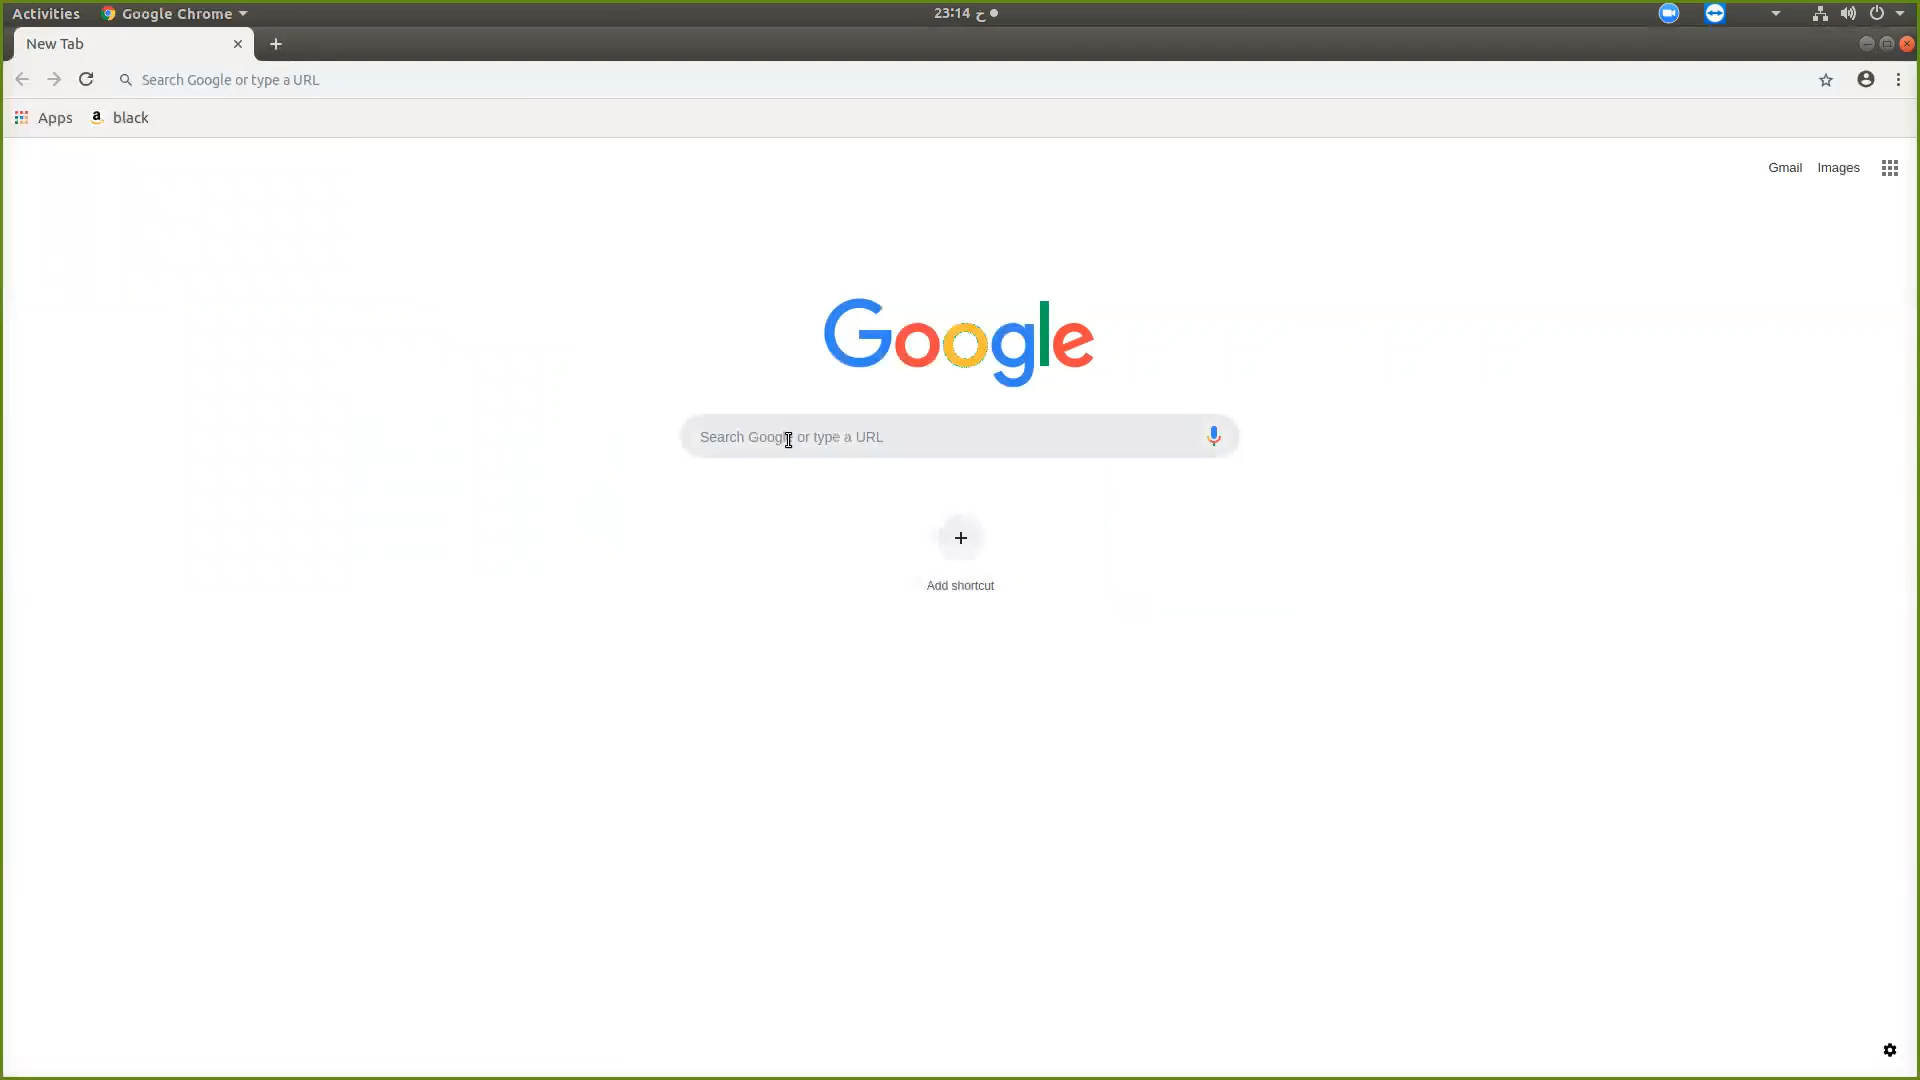 Activities Google Chrome 23:14 ح
New Tab
Search Google or type a URL
Apps black
Gmail Images
Google
Search Google or type a URL
Add shortcut